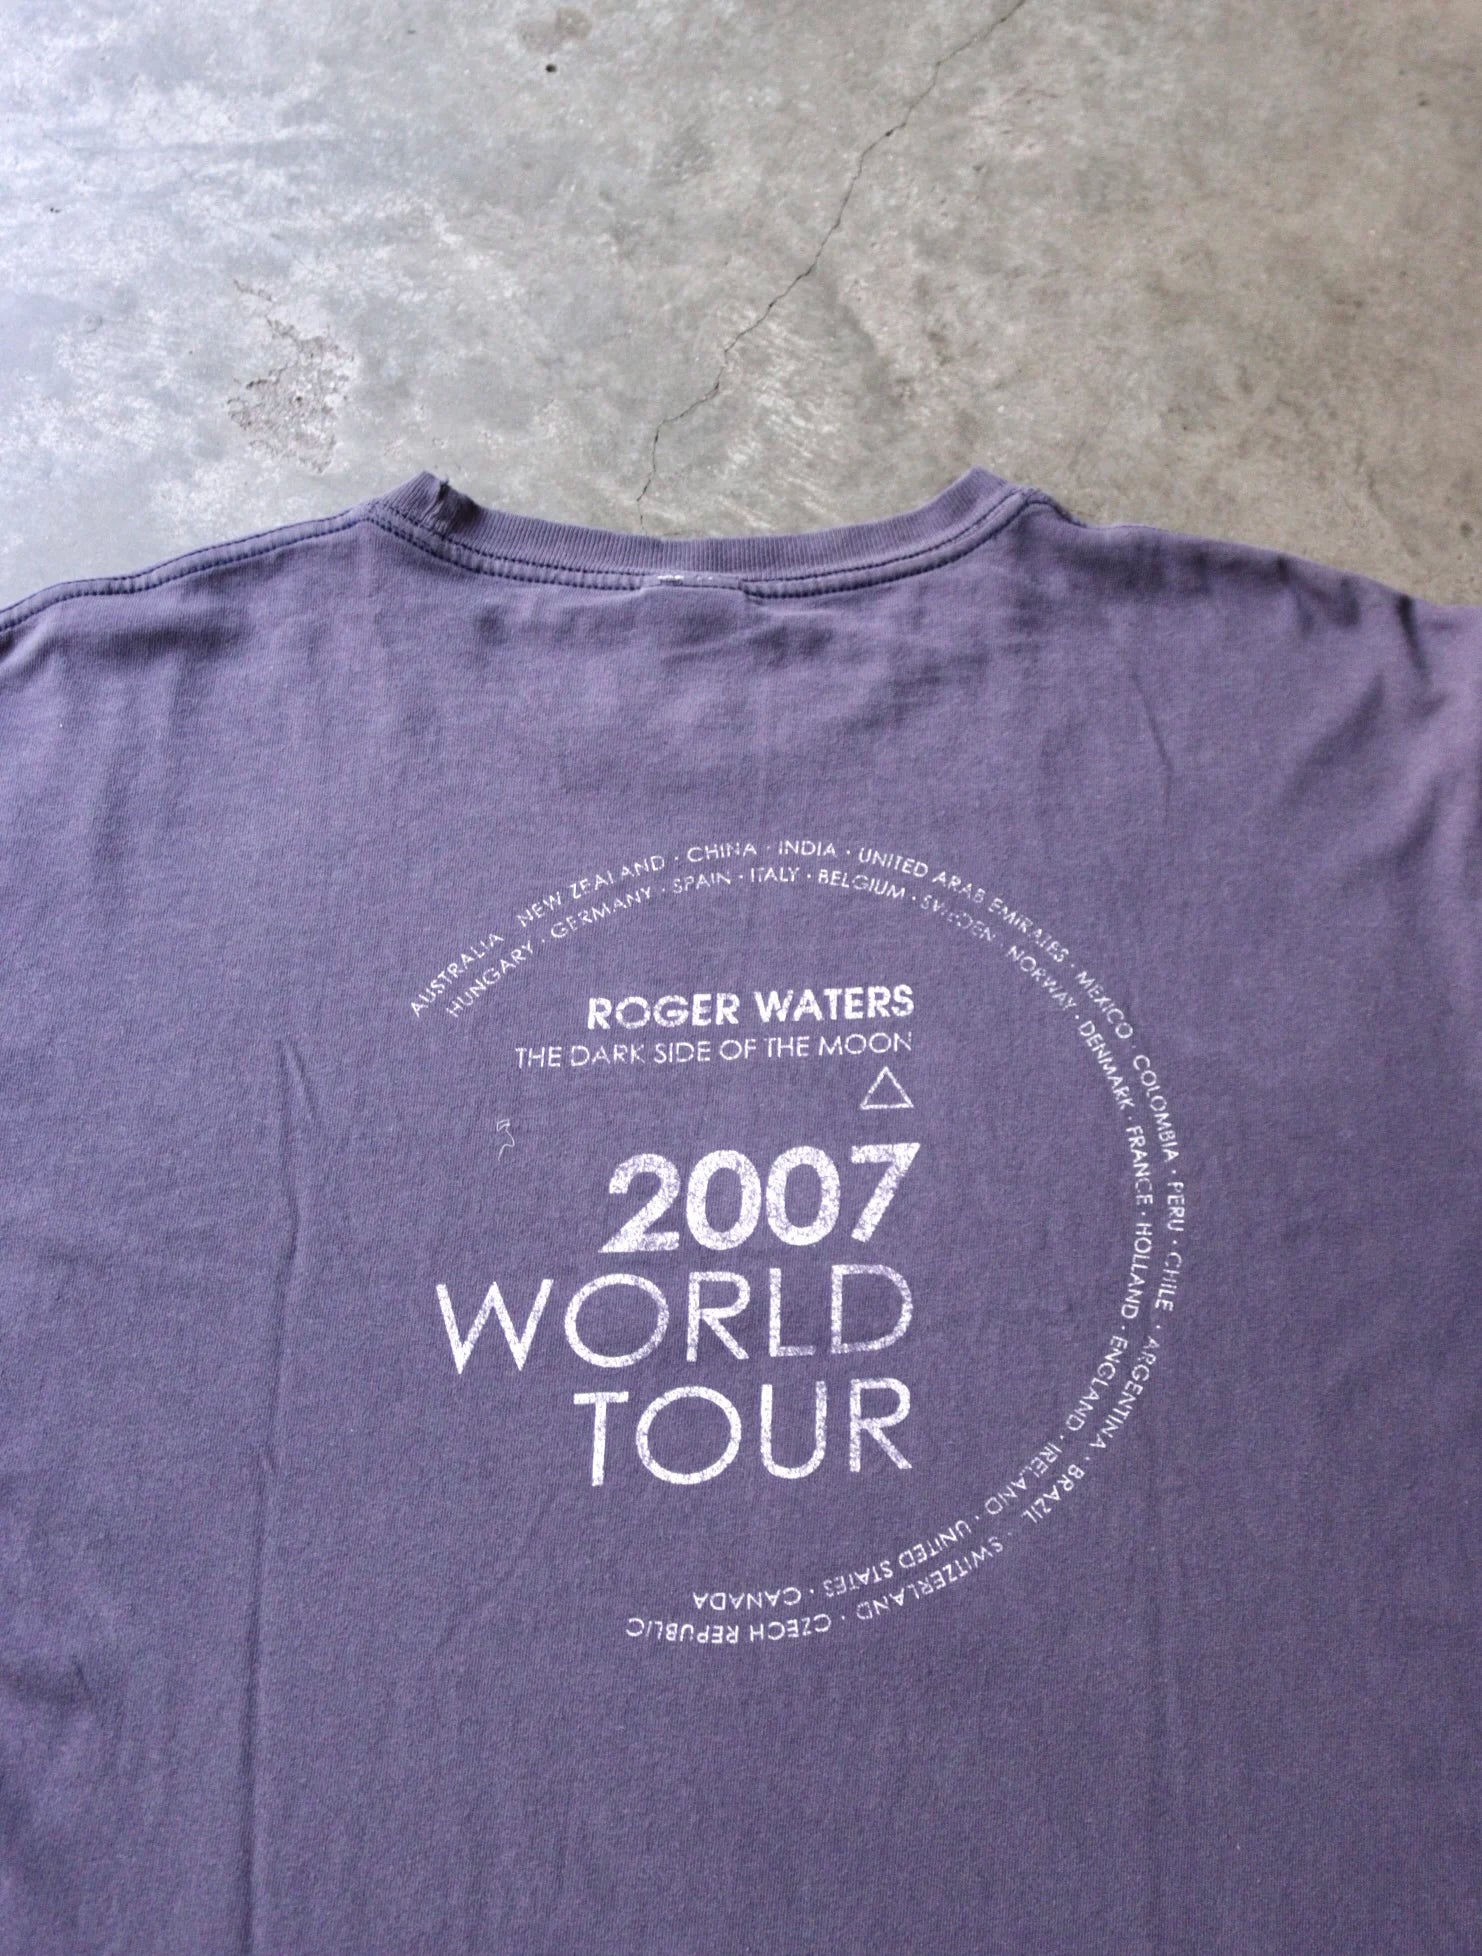 AUSTRALIA · NEW ZEALAND · CHINA · INDIA · UNITED ARAB EMIRATES · MEXICO · COLOMBIA · PERU · CHILE · ARGENTINA · BRAZIL · SWITZERLAND · CZECH REPUBLIC
HUNGARY · GERMANY · SPAIN · ITALY · BELGIUM · SWEDEN · NORWAY · DENMARK · FRANCE · HOLLAND · ENGLAND · IRELAND · UNITED STATES · CANADA
ROGER WATERS
THE DARK SIDE OF THE MOON
2007
WORLD
TOUR